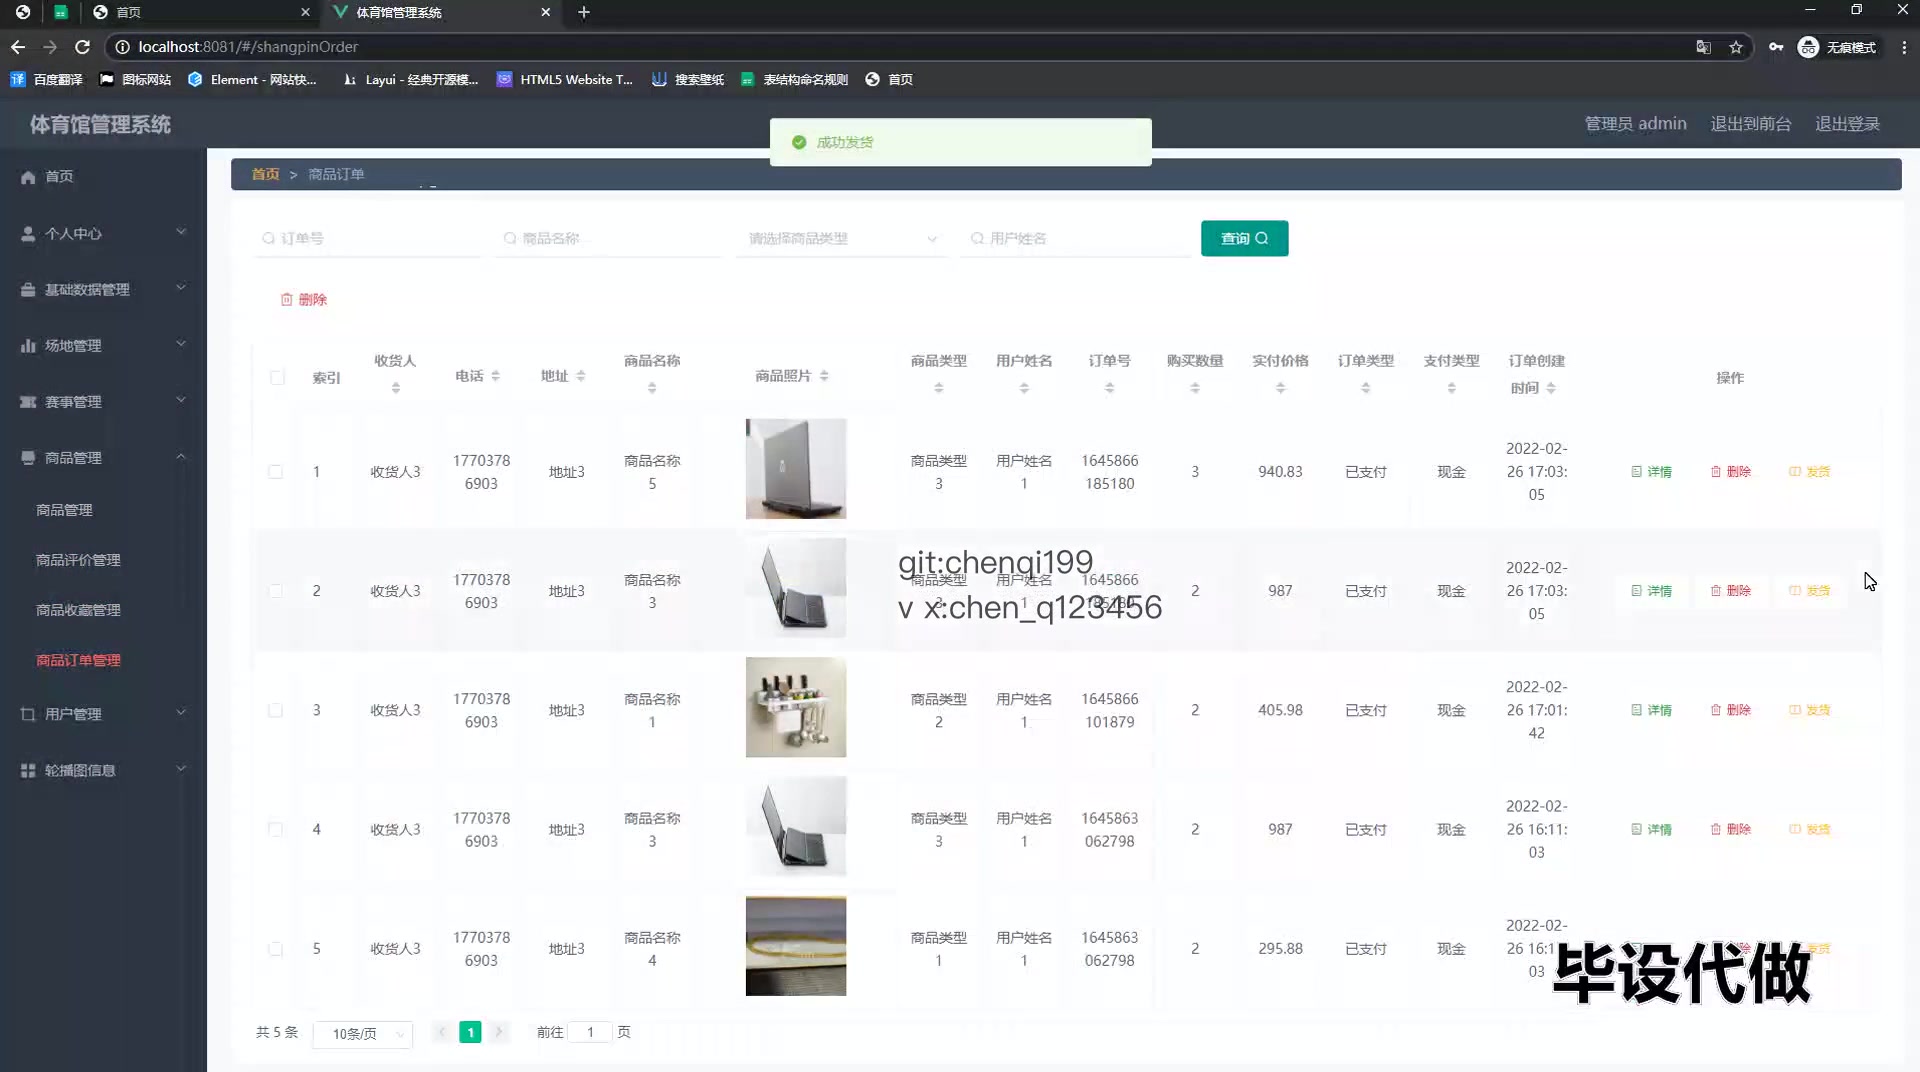 首页
体育馆管理系统
localhost:8081/#/shangpinOrder
无痕模式
百度翻译
图标网站
Element - 网站快...
Layui - 经典开源模...
HTML5 Website T...
搜索壁纸
表结构命名规则
首页
体育馆管理系统
成功发货
管理员 admin
退出到前台
退出登录
首页
个人中心
基础数据管理
场地管理
赛事管理
商品管理
商品管理
商品评价管理
商品收藏管理
商品订单管理
用户管理
轮播图信息
首页 > 商品订单
订单号
商品名称
请选择商品类型
用户姓名
查询
删除
索引
收货人
电话
地址
商品名称
商品照片
商品类型
用户姓名
订单号
购买数量
实付价格
订单类型
支付类型
订单创建
时间
操作
1
收货人3
1770378
6903
地址3
商品名称
5
商品类型
3
用户姓名
1
1645866
185180
3
940.83
已支付
现金
2022-02-
26 17:03:
05
详情
删除
发货
2
收货人3
1770378
6903
地址3
商品名称
3
商品类型
用户姓名
1645866
2
987
已支付
现金
2022-02-
26 17:03:
05
详情
删除
发货
git:chenqi199
v x:chen_q123456
3
收货人3
1770378
6903
地址3
商品名称
1
商品类型
2
用户姓名
1
1645866
101879
2
405.98
已支付
现金
2022-02-
26 17:01:
42
详情
删除
发货
4
收货人3
1770378
6903
地址3
商品名称
3
商品类型
3
用户姓名
1
1645863
062798
2
987
已支付
现金
2022-02-
26 16:11:
03
详情
删除
发货
5
收货人3
1770378
6903
地址3
商品名称
4
商品类型
1
用户姓名
1
1645863
062798
2
295.88
已支付
现金
2022-02-
26 16:1
03
发货
毕设代做
共 5 条
10条/页
1
前往 1 页